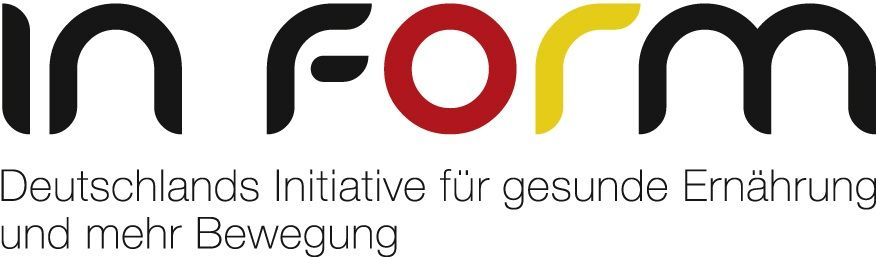 IN FORM
Deutschlands Initiative für gesunde Ernährung
und mehr Bewegung